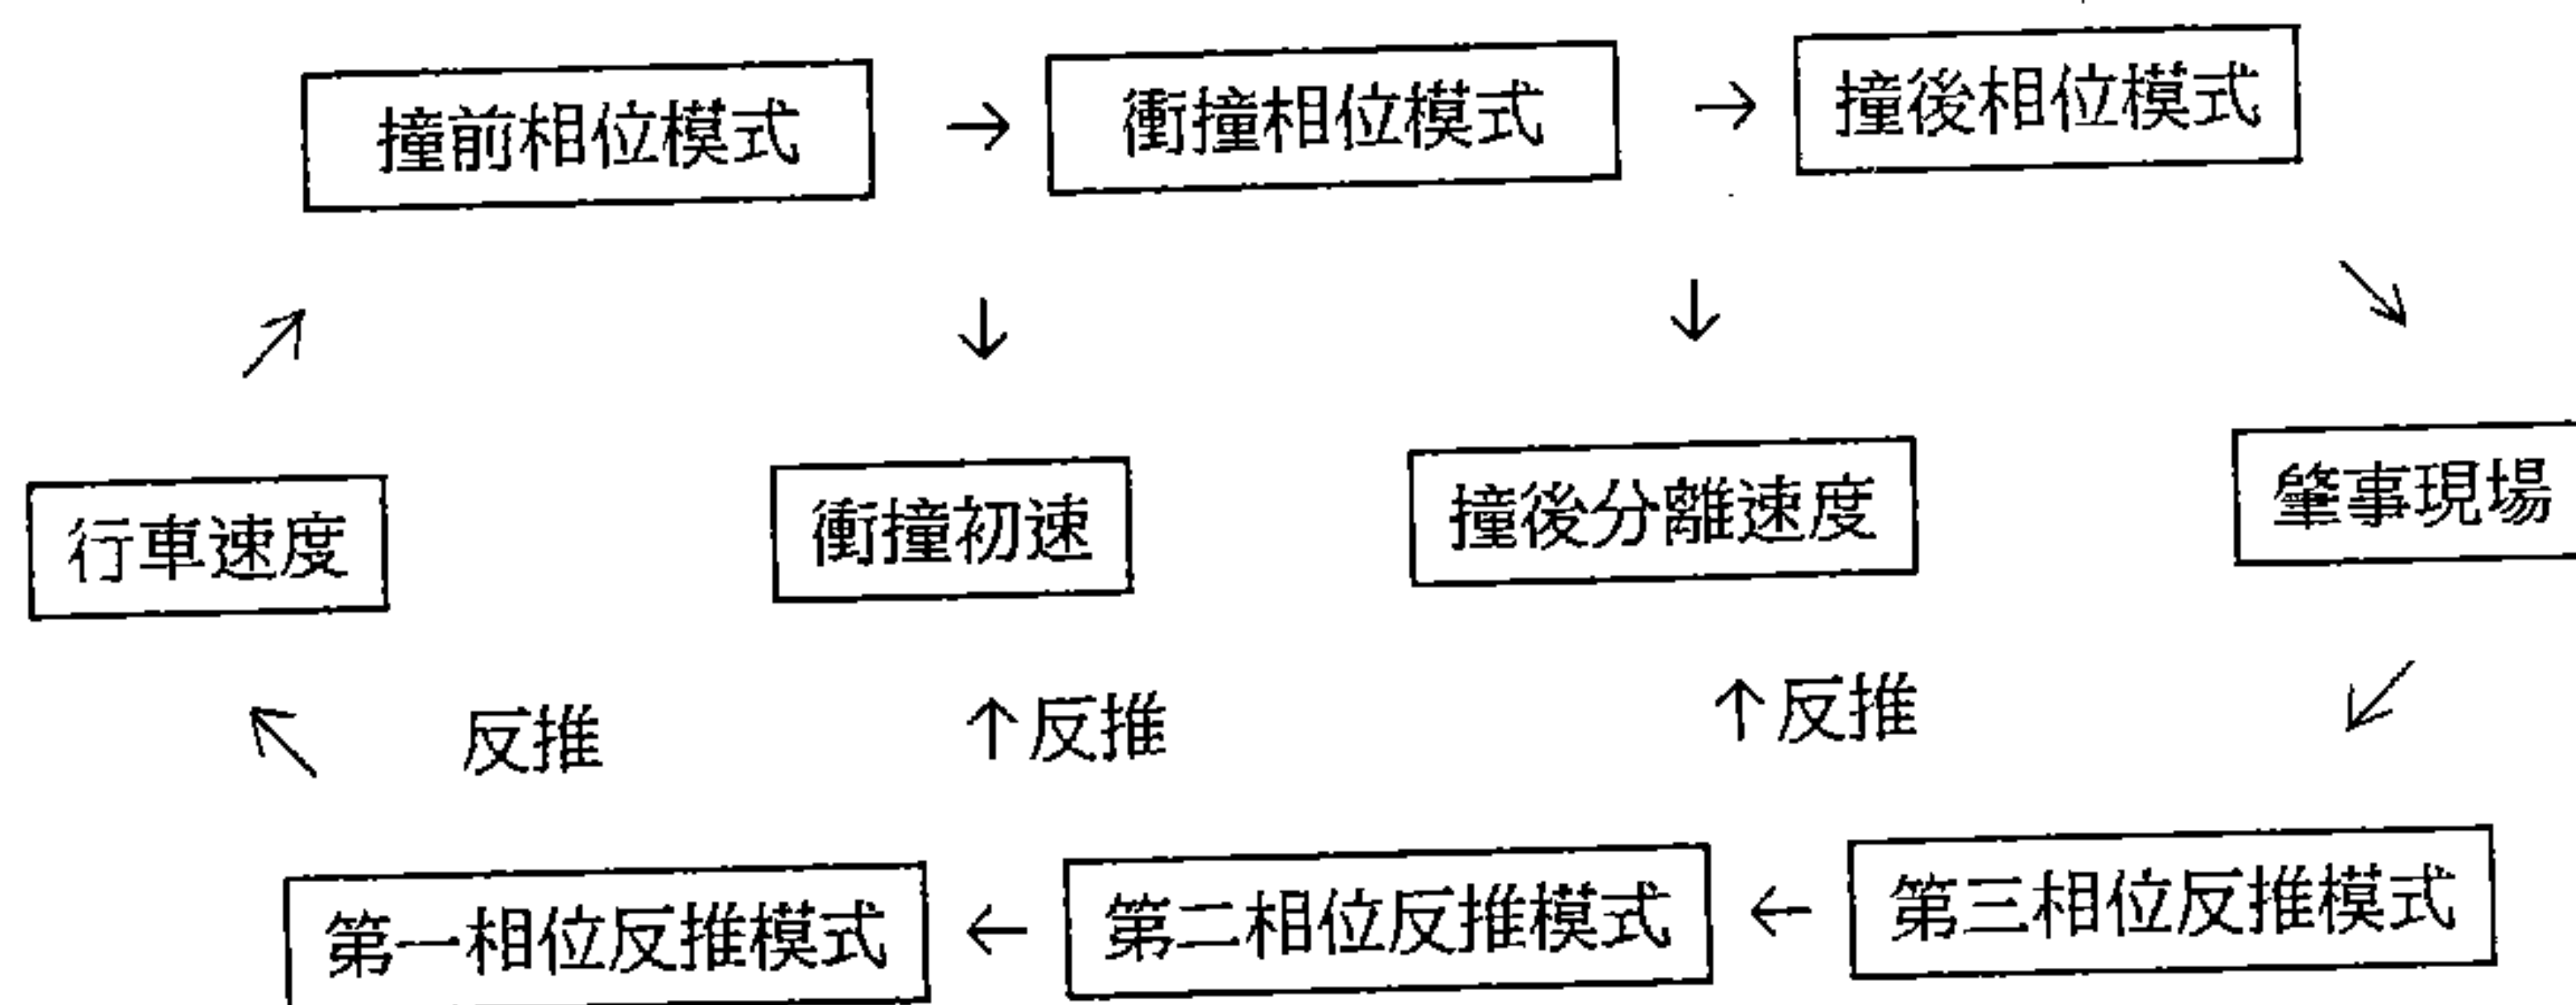 撞前相位模式 → 衝撞相位模式 → 撞後相位模式
↗ ↓ ↓ ↘
行車速度 衝撞初速 撞後分離速度 肇事現場
↖ 反推 ↑反推 ↑反推 ↙
第一相位反推模式 ← 第二相位反推模式 ← 第三相位反推模式